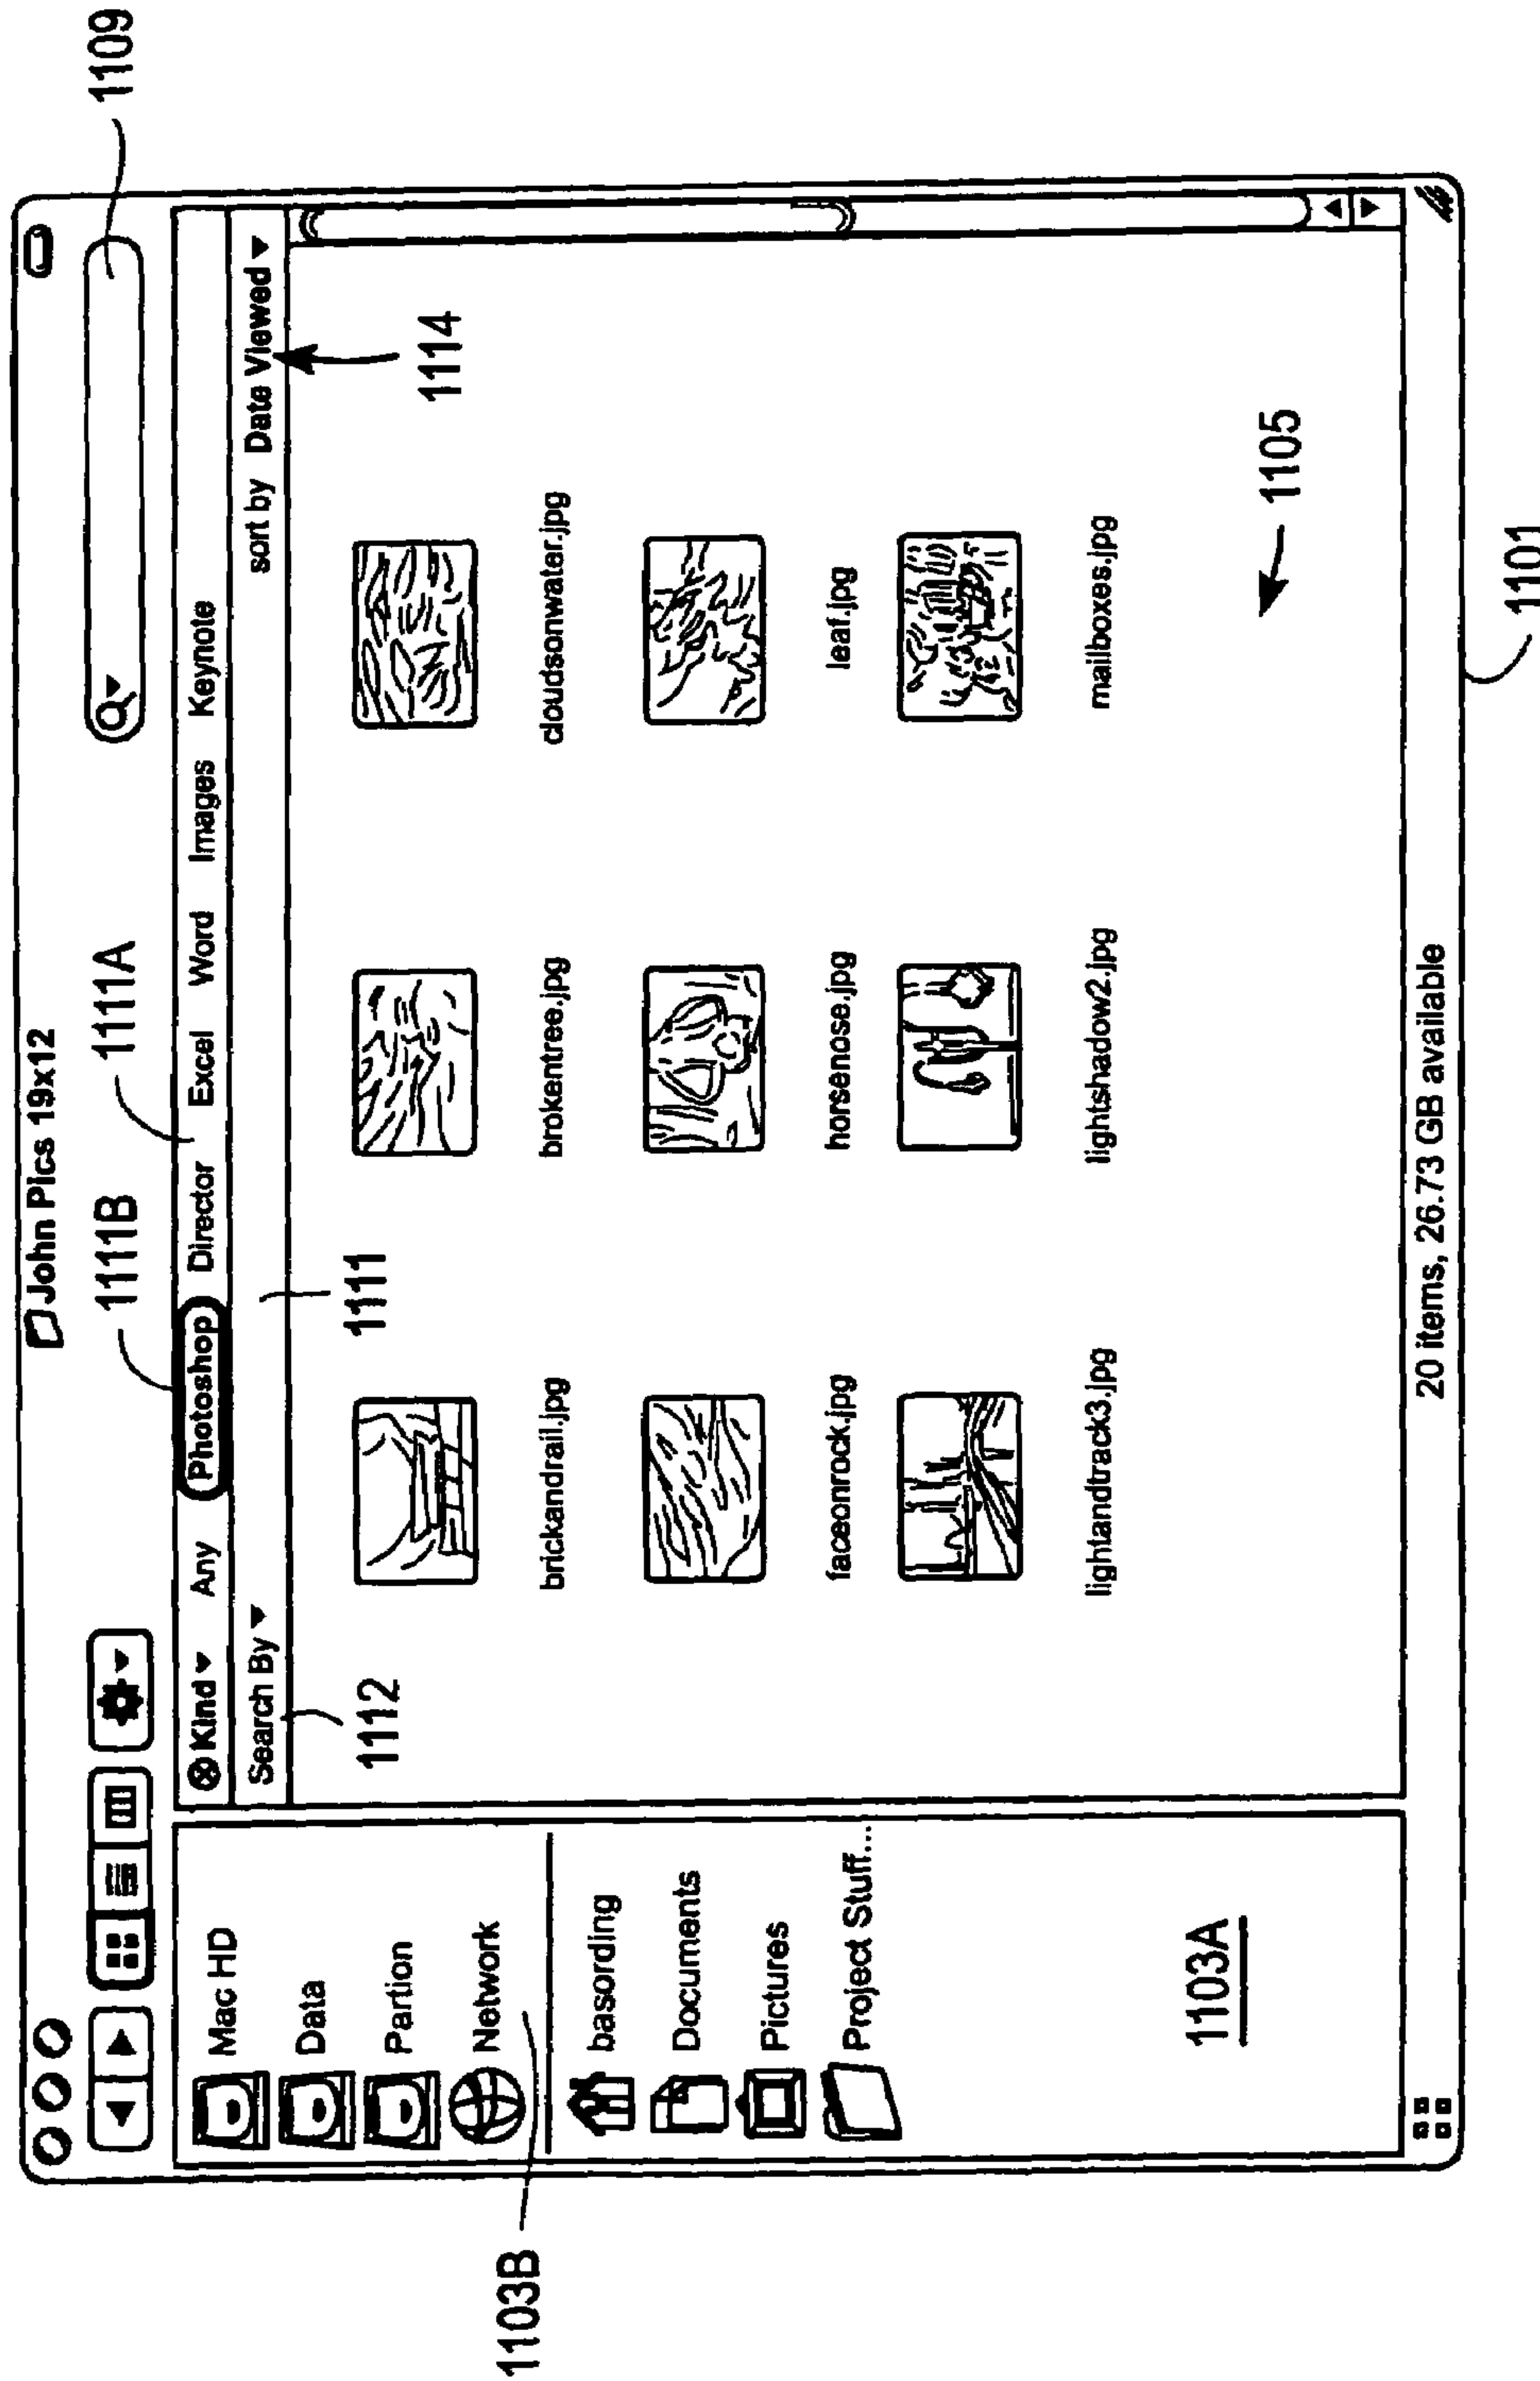 John Pics 19x12
1109
1111B
1111A
Kind Any Photoshop Director Excel Word Images Keynote
Search By
sort by Date Viewed
1112
1111
1114
Mac HD
Data
Partion
Network
1103B
basording
Documents
Pictures
Project Stuff...
1103A
brickandrail.jpg
brokentree.jpg
cloudsonwater.jpg
faceonrock.jpg
horsenose.jpg
leaf.jpg
lightandtrack3.jpg
lightshadow2.jpg
mailboxes.jpg
1105
20 items, 26.73 GB available
1101